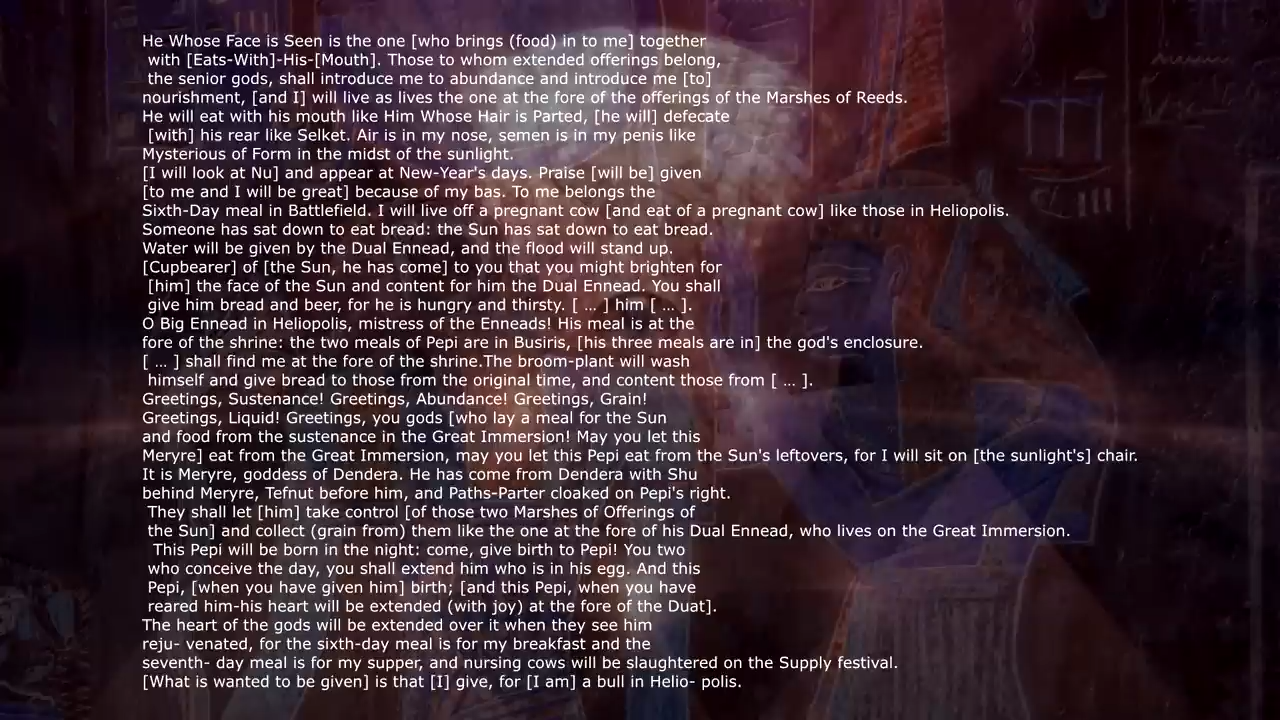 He Whose Face is Seen is the one [who brings (food) in to me] together
with [Eats-With]-His-[Mouth]. Those to whom extended offerings belong,
the senior gods, shall introduce me to abundance and introduce me [to]
nourishment, [and I] will live as lives the one at the fore of the offerings of the Marshes of Reeds.
He will eat with his mouth like Him Whose Hair is Parted, [he will] defecate
[with] his rear like Selket. Air is in my nose, semen is in my penis like
Mysterious of Form in the midst of the sunlight.
[I will look at Nu] and appear at New-Year's days. Praise [will be] given
[to me and I will be great] because of my bas. To me belongs the
Sixth-Day meal in Battlefield. I will live off a pregnant cow [and eat of a pregnant cow] like those in Heliopolis.
Someone has sat down to eat bread: the Sun has sat down to eat bread.
Water will be given by the Dual Ennead, and the flood will stand up.
[Cupbearer] of [the Sun, he has come] to you that you might brighten for
[him] the face of the Sun and content for him the Dual Ennead. You shall
give him bread and beer, for he is hungry and thirsty. [ … ] him [ … ].
O Big Ennead in Heliopolis, mistress of the Enneads! His meal is at the
fore of the shrine: the two meals of Pepi are in Busiris, [his three meals are in] the god's enclosure.
[ … ] shall find me at the fore of the shrine.The broom-plant will wash
himself and give bread to those from the original time, and content those from [ … ].
Greetings, Sustenance! Greetings, Abundance! Greetings, Grain!
Greetings, Liquid! Greetings, you gods [who lay a meal for the Sun
and food from the sustenance in the Great Immersion! May you let this
Meryre] eat from the Great Immersion, may you let this Pepi eat from the Sun's leftovers, for I will sit on [the sunlight's] chair.
It is Meryre, goddess of Dendera. He has come from Dendera with Shu
behind Meryre, Tefnut before him, and Paths-Parter cloaked on Pepi's right.
They shall let [him] take control [of those two Marshes of Offerings of
the Sun] and collect (grain from) them like the one at the fore of his Dual Ennead, who lives on the Great Immersion.
This Pepi will be born in the night: come, give birth to Pepi! You two
who conceive the day, you shall extend him who is in his egg. And this
Pepi, [when you have given him] birth; [and this Pepi, when you have
reared him-his heart will be extended (with joy) at the fore of the Duat].
The heart of the gods will be extended over it when they see him
reju- venated, for the sixth-day meal is for my breakfast and the
seventh- day meal is for my supper, and nursing cows will be slaughtered on the Supply festival.
[What is wanted to be given] is that [I] give, for [I am] a bull in Helio- polis.